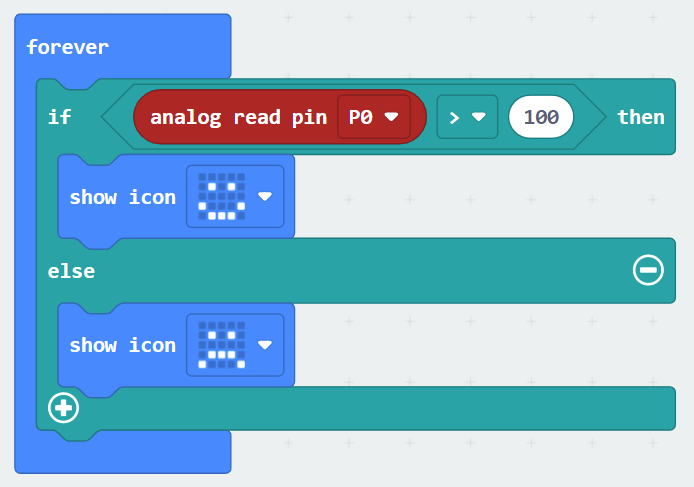 forever
if analog read pin P0 > 100 then
show icon
else
show icon